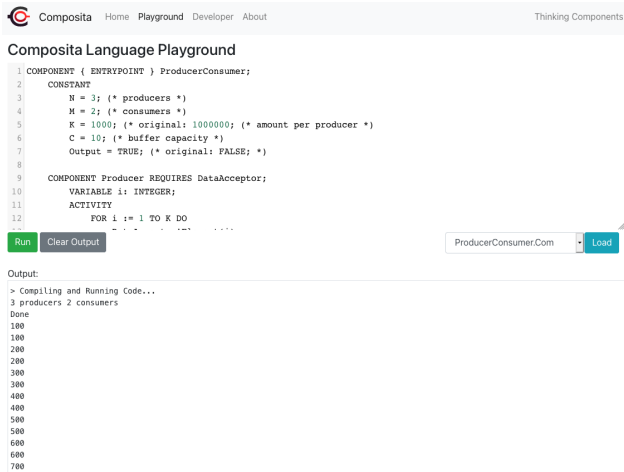 Composita Home Playground Developer About Thinking Components
Composita Language Playground
1 COMPONENT { ENTRYPOINT } ProducerConsumer;
2 CONSTANT
3 N = 3; (* producers *)
4 M = 2; (* consumers *)
5 K = 1000; (* original: 1000000; (* amount per producer *)
6 C = 10; (* buffer capacity *)
7 Output = TRUE; (* original: FALSE; *)
8
9 COMPONENT Producer REQUIRES DataAcceptor;
10 VARIABLE i: INTEGER;
11 ACTIVITY
12 FOR i := 1 TO K DO
Run Clear Output ProducerConsumer.Com Load
Output:
> Compiling and Running Code...
3 producers 2 consumers
Done
100
100
200
200
300
300
400
400
500
500
600
600
700